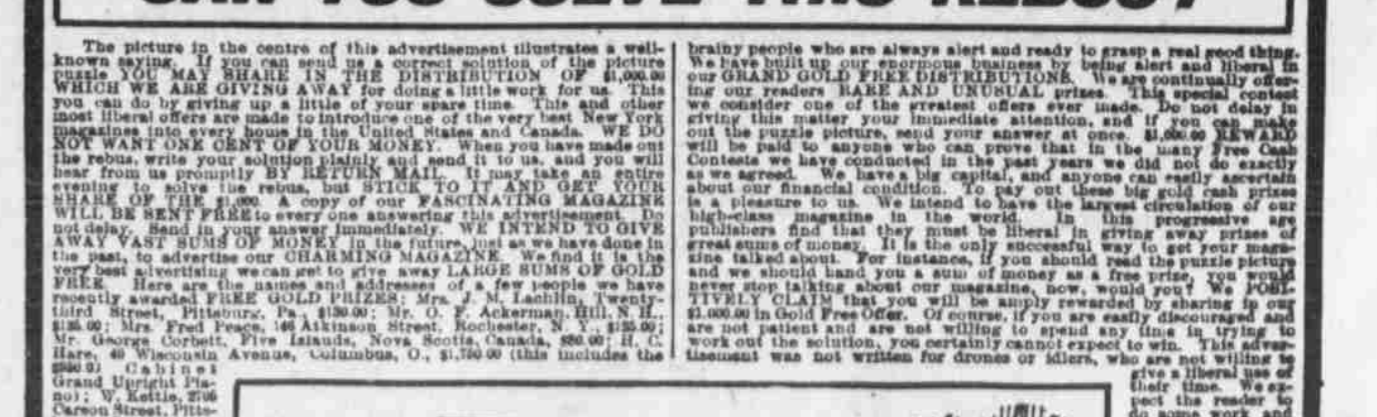 CAN YOU SOLVE THIS REBUS?
The picture in the centre of this advertisement illustrates a well-
known saying. If you can send us a correct solution of the picture
puzzle YOU MAY SHARE IN THE DISTRIBUTION OF $1,000.00
WHICH WE ARE GIVING AWAY for doing a little work for us. This
you can do by giving up a little of your spare time. This and other
most liberal offers are made to introduce one of the very best New York
magazines into every home in the United States and Canada. WE DO
NOT WANT ONE CENT OF YOUR MONEY. When you have made out
the rebus, write your solution plainly and send it to us, and you will
hear from us promptly BY RETURN MAIL. It may take an entire
evening to solve the rebus, but STICK TO IT AND GET YOUR
SHARE OF THE $1,000. A copy of our FASCINATING MAGAZINE
WILL BE SENT FREE to every one answering this advertisement. Do
not delay. Send in your answer immediately. WE INTEND TO GIVE
AWAY VAST SUMS OF MONEY in the future, just as we have done in
the past, to advertise our CHARMING MAGAZINE. We find it is the
very best advertising we can get to give away LARGE SUMS OF GOLD
FREE. Here are the names and addresses of a few people we have
recently awarded FREE GOLD PRIZES: Mrs. J. M. Lachlin, Twenty-
third Street, Pittsburg, Pa., Mr. O. F. Ackerman, Hill, N. H.,
Mrs. Fred Peace, 146 Atkinson Street, Rochester, N. Y.,
Mr. George Corbett, Five Islands, Nova Scotia, Canada, H. C.
Hare, Wisconsin Avenue, Columbus, O., (this includes the
Cabinet
Grand Upright Pia-
no); W. Kettie,
Carson Street, Pitts-
brainy people who are always alert and ready to grasp a real good thing.
We have built up our enormous business by being alert and liberal in
our GRAND GOLD FREE DISTRIBUTIONS. We are continually offer-
ing our readers RARE AND UNUSUAL prizes. This special contest
we consider one of the greatest offers ever made. Do not delay in
giving this matter your immediate attention, and if you can make
out the puzzle picture, send your answer at once. $1,000.00 REWARD
will be paid to anyone who can prove that in the many Free Cash
Contests we have conducted in the past years we did not do exactly
as we agreed. We have a big capital, and anyone can easily ascertain
about our financial condition. To pay out these big gold cash prizes
is a pleasure to us. We intend to have the largest circulation of our
high-class magazine in the world. In this progressive age
publishers find that they must be liberal in giving away prizes of
great sums of money. It is the only successful way to get your maga-
zine talked about. For instance, if you should read the puzzle picture
and we should hand you a sum of money as a free prize, you would
never stop talking about our magazine, now, would you? We POSI-
TIVELY CLAIM that you will be amply rewarded by sharing in our
$1,000.00 in Gold Free Offer. Of course, if you are easily discouraged and
are not patient and are not willing to spend any time in trying to
work out the solution, you certainly cannot expect to win. This adver-
tisement was not written for drones or idlers, who are not willing to
give a liberal use of
their time. We ex-
pect the reader to
do some work and